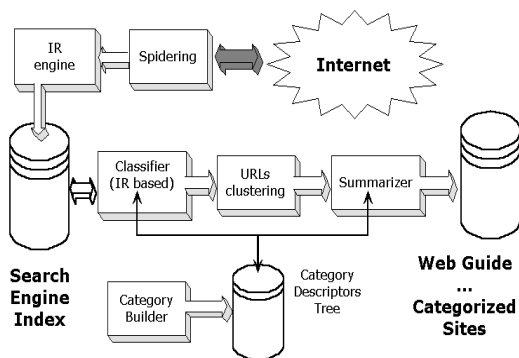 IR
engine
Spidering
Internet
Classifier
(IR based)
URLs
clustering
Summarizer
Search
Engine
Index
Category
Builder
Category
Descriptors
Tree
Web Guide
...
Categorized
Sites